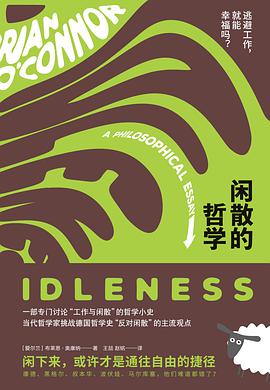 BRIAN
O'CONNOR
逃避工作,
就能
幸福吗?
A PHILOSOPHICAL ESSAY
闲散的
哲学
IDLENESS
一部专门讨论“工作与闲散”的哲学小史
当代哲学家挑战德国哲学史“反对闲散”的主流观点
[爱尔兰] 布莱恩·奥康纳——著 王喆 赵铭——译
闲下来，或许才是通往自由的捷径
康德、黑格尔、叔本华、波伏娃、马尔库塞，他们难道都错了？